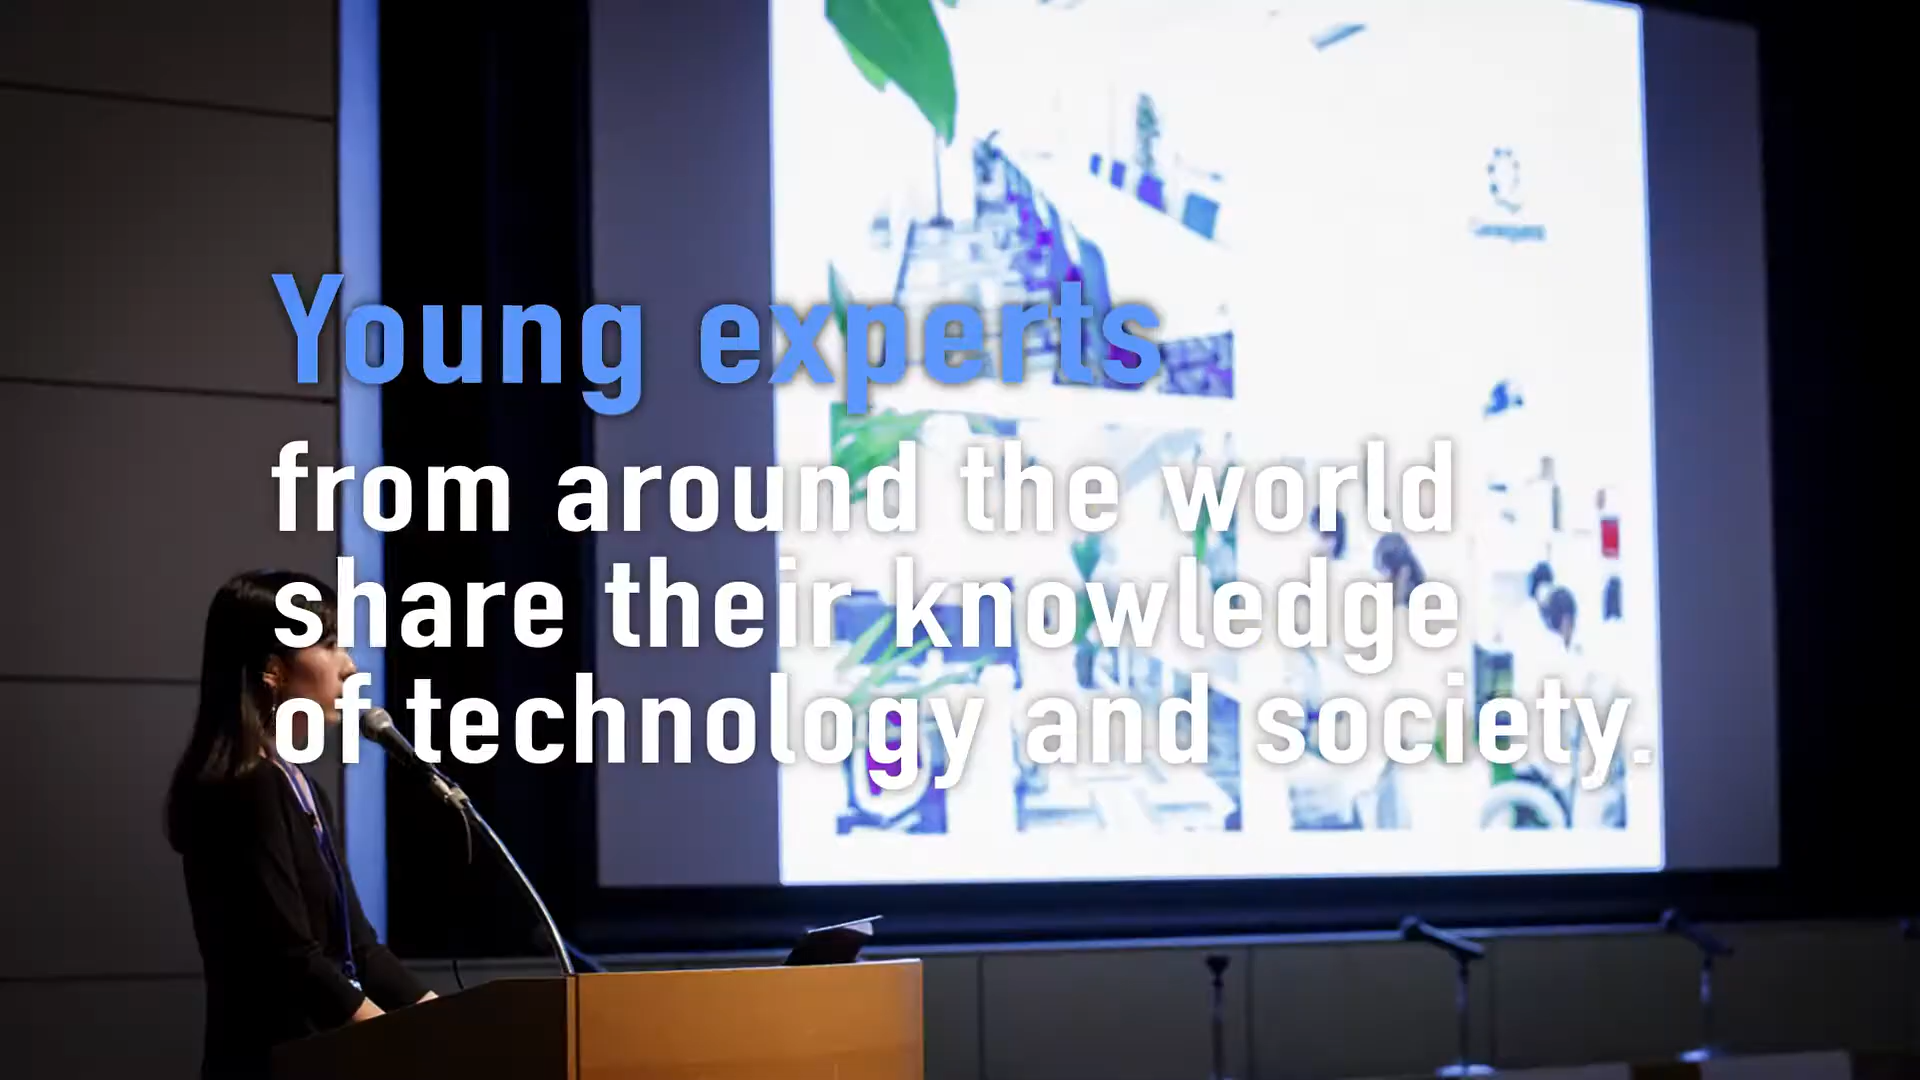 Young experts
from around the world
share their knowledge
of technology and society.